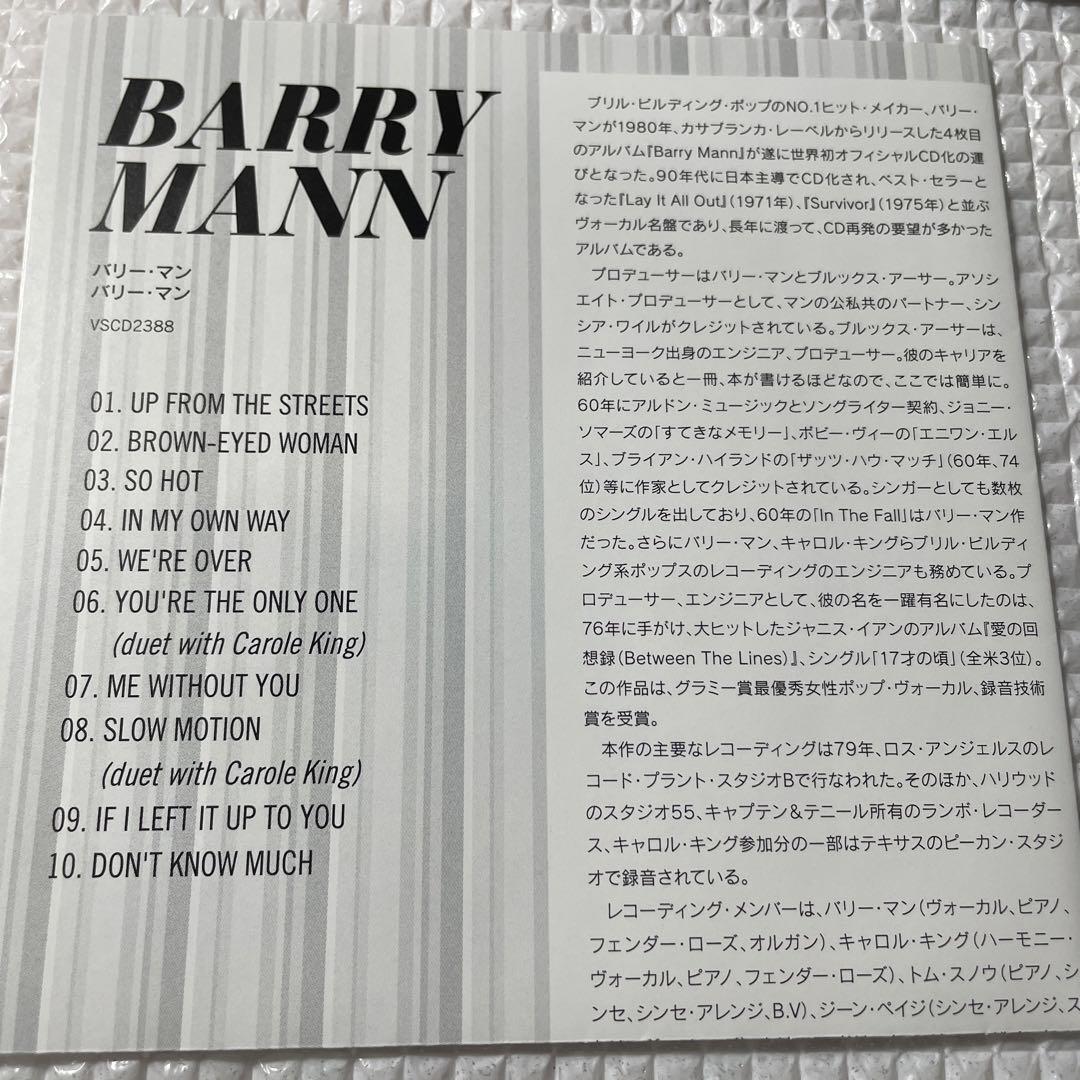 BARRY
MANN
バリー・マン
バリー・マン
VSCD2388
01. UP FROM THE STREETS
02. BROWN-EYED WOMAN
03. SO HOT
04. IN MY OWN WAY
05. WE'RE OVER
06. YOU'RE THE ONLY ONE
(duet with Carole King)
07. ME WITHOUT YOU
08. SLOW MOTION
(duet with Carole King)
09. IF I LEFT IT UP TO YOU
10. DON'T KNOW MUCH
ブリル・ビルディング・ポップのNO.1ヒット・メイカー、バリー・
マンが1980年、カサブランカ・レーベルからリリースした4枚目
のアルバム『Barry Mann』が遂に世界初オフィシャルCD化の運
びとなった。90年代に日本主導でCD化され、ベスト・セラーと
なった『Lay It All Out』(1971年)、『Survivor』(1975年)と並ぶ
ヴォーカル名盤であり、長年に渡って、CD再発の要望が多かった
アルバムである。
プロデューサーはバリー・マンとブルックス・アーサー。アソシ
エイト・プロデューサーとして、マンの公私共のパートナー、シン
シア・ワイルがクレジットされている。ブルックス・アーサーは、
ニューヨーク出身のエンジニア、プロデューサー。彼のキャリアを
紹介していると一冊、本が書けるほどなので、ここでは簡単に。
60年にアルドン・ミュージックとソングライター契約、ジョニー・
ソマーズの「すてきなメモリー」、ボビー・ヴィーの「エニワン・エル
ス」、ブライアン・ハイランドの「ザッツ・ハウ・マッチ」(60年、74
位)等に作家としてクレジットされている。シンガーとしても数枚
のシングルを出しており、60年の「In The Fall」はバリー・マン作
だった。さらにバリー・マン、キャロル・キングらブリル・ビルディ
ング系ポップスのレコーディングのエンジニアも務めている。プ
ロデューサー、エンジニアとして、彼の名を一躍有名にしたのは、
76年に手がけ、大ヒットしたジャニス・イアンのアルバム『愛の回
想録(Between The Lines)』、シングル「17才の頃」(全米3位)。
この作品は、グラミー賞最優秀女性ポップ・ヴォーカル、録音技術
賞を受賞。
本作の主要なレコーディングは79年、ロス・アンジェルスのレ
コード・プラント・スタジオBで行なわれた。そのほか、ハリウッド
のスタジオ55、キャプテン&テニール所有のランボ・レコーダー
ス、キャロル・キング参加分の一部はテキサスのピーカン・スタジ
オで録音されている。
レコーディング・メンバーは、バリー・マン(ヴォーカル、ピアノ、
フェンダー・ローズ、オルガン)、キャロル・キング(ハーモニー・
ヴォーカル、ピアノ、フェンダー・ローズ)、トム・スノウ(ピアノ、シ
ンセ、シンセ・アレンジ、B.V)、ジーン・ペイジ(シンセ・アレンジ、ス